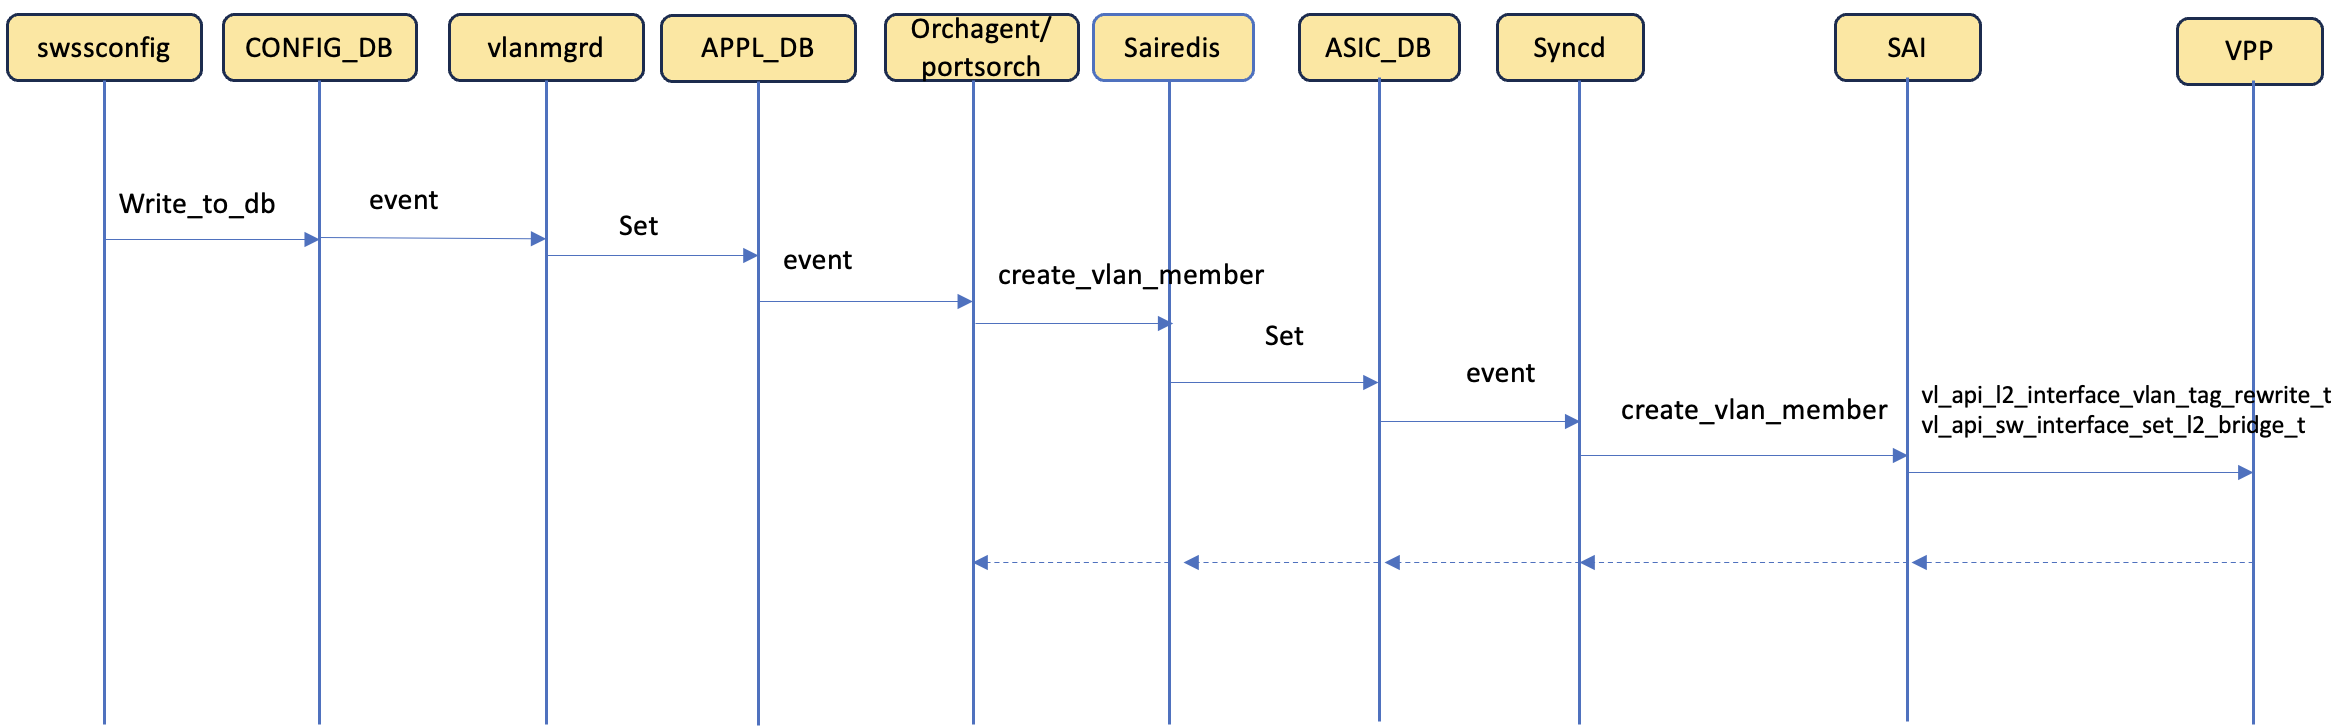 swssconfig
CONFIG_DB
vlanmgrd
APPL_DB
Orchagent/
portsorch
Sairedis
ASIC_DB
Syncd
SAI
VPP
Write_to_db
event
Set
event
create_vlan_member
Set
event
create_vlan_member
vl_api_l2_interface_vlan_tag_rewrite_t
vl_api_sw_interface_set_l2_bridge_t